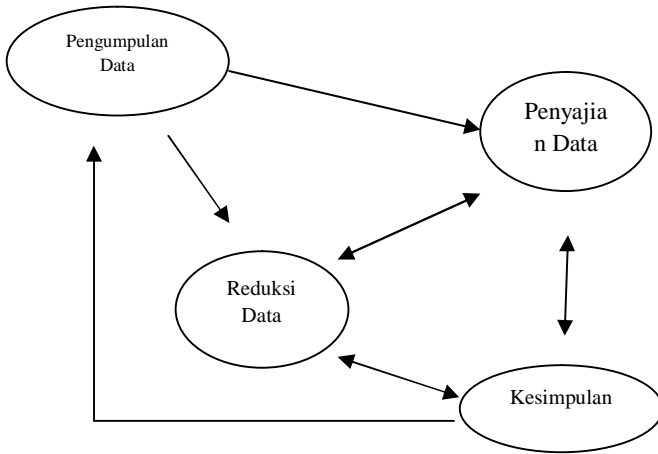 Pengumpulan
Data
Penyajia
n Data
Reduksi
Data
Kesimpulan